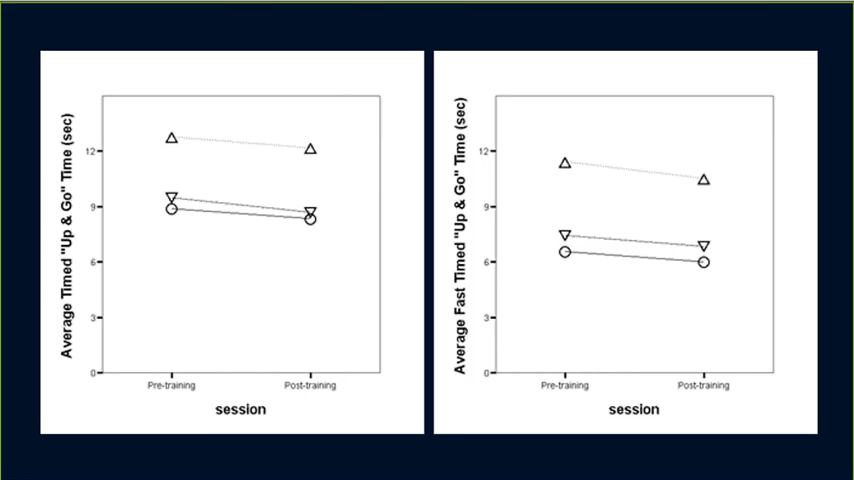 Average Timed "Up & Go" Time (sec)
12
9
6
3
0
Pre-training
Post-training
session
Average Fast Timed "Up & Go" Time (sec)
12
9
6
3
0
Pre-training
Post-training
session